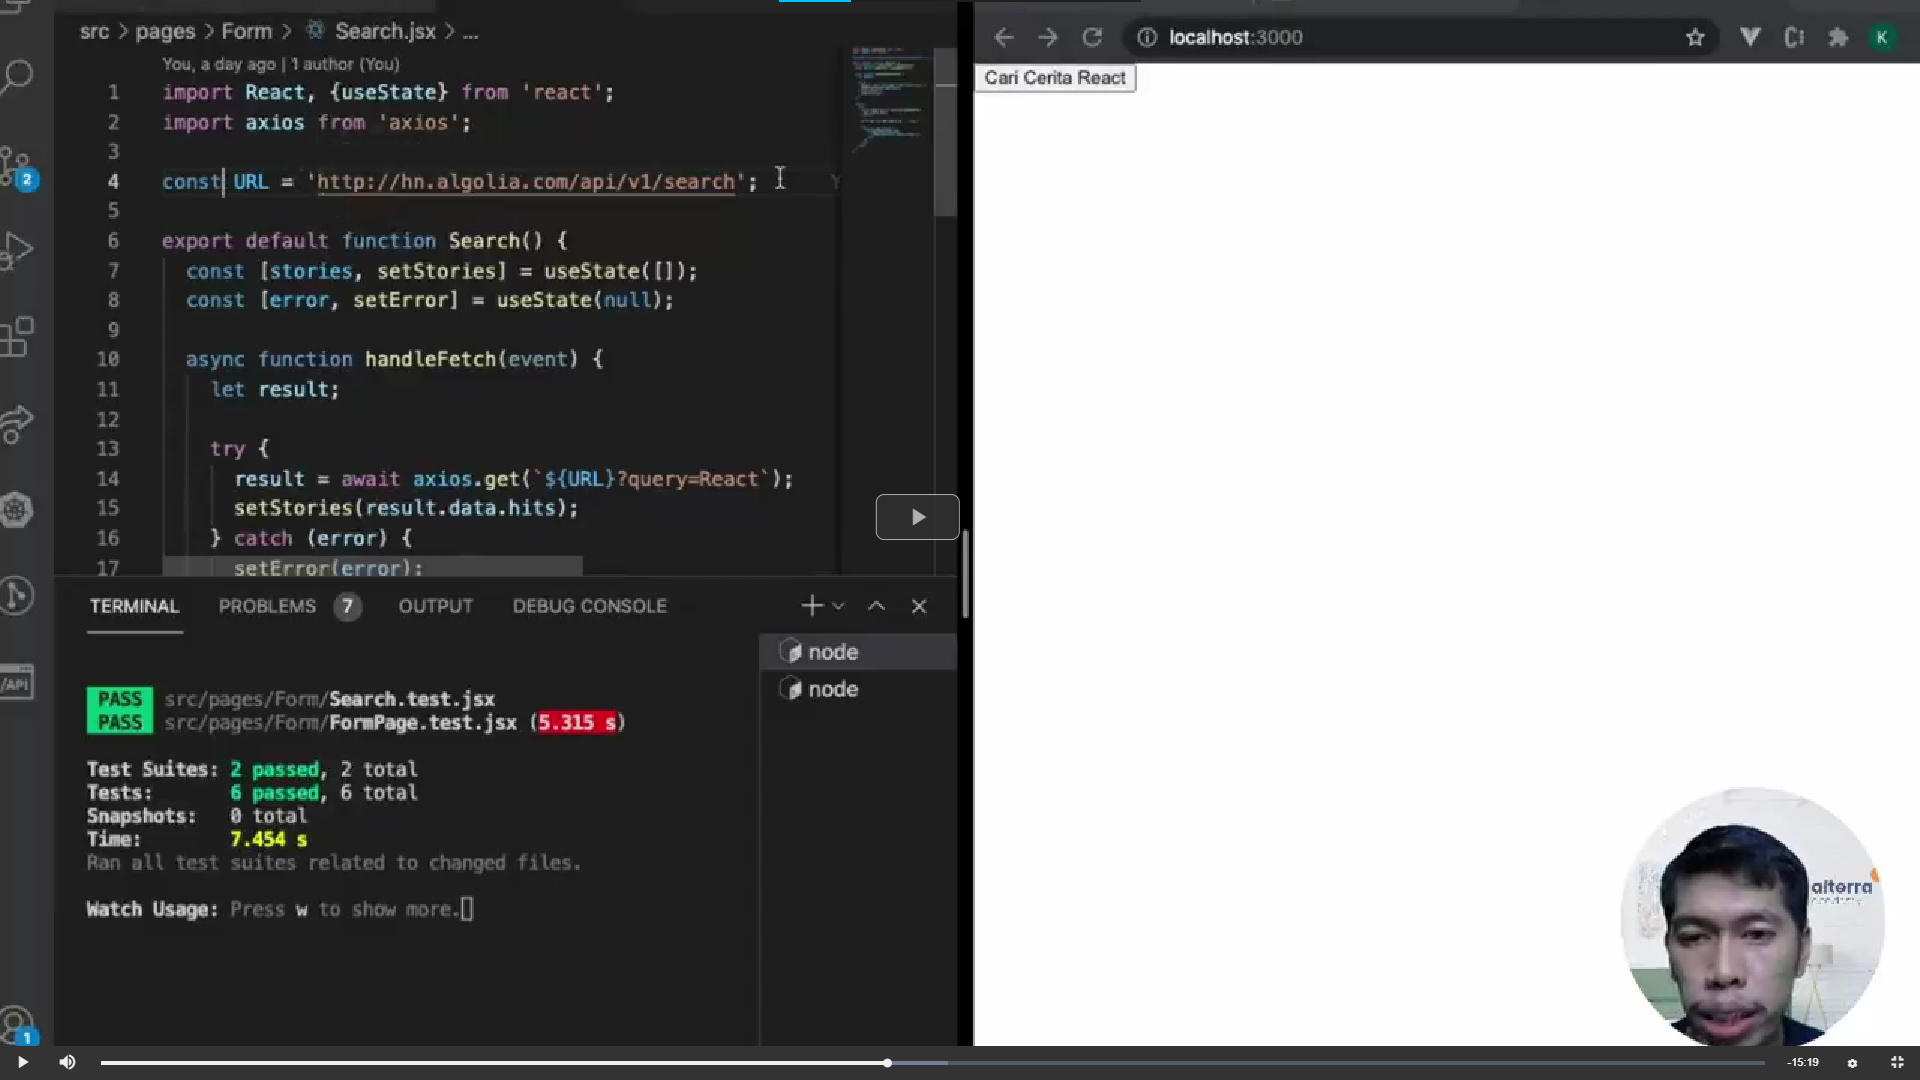 src > pages > Form > Search.jsx > ...
You, a day ago | 1 author (You)
1 import React, {useState} from 'react';
2 import axios from 'axios';
3
4 const URL = 'http://hn.algolia.com/api/v1/search';
5
6 export default function Search() {
7 const [stories, setStories] = useState([]);
8 const [error, setError] = useState(null);
9
10 async function handleFetch(event) {
11 let result;
12
13 try {
14 result = await axios.get(`${URL}?query=React`);
15 setStories(result.data.hits);
16 } catch (error) {
17 setError(error);
2
/API
1
TERMINAL PROBLEMS 7 OUTPUT DEBUG CONSOLE
node
node
PASS src/pages/Form/Search.test.jsx
PASS src/pages/Form/FormPage.test.jsx (5.315 s)
Test Suites: 2 passed, 2 total
Tests: 6 passed, 6 total
Snapshots: 0 total
Time: 7.454 s
Ran all test suites related to changed files.
Watch Usage: Press w to show more.
localhost:3000
K
Cari Cerita React
alterra
academy
-15:19